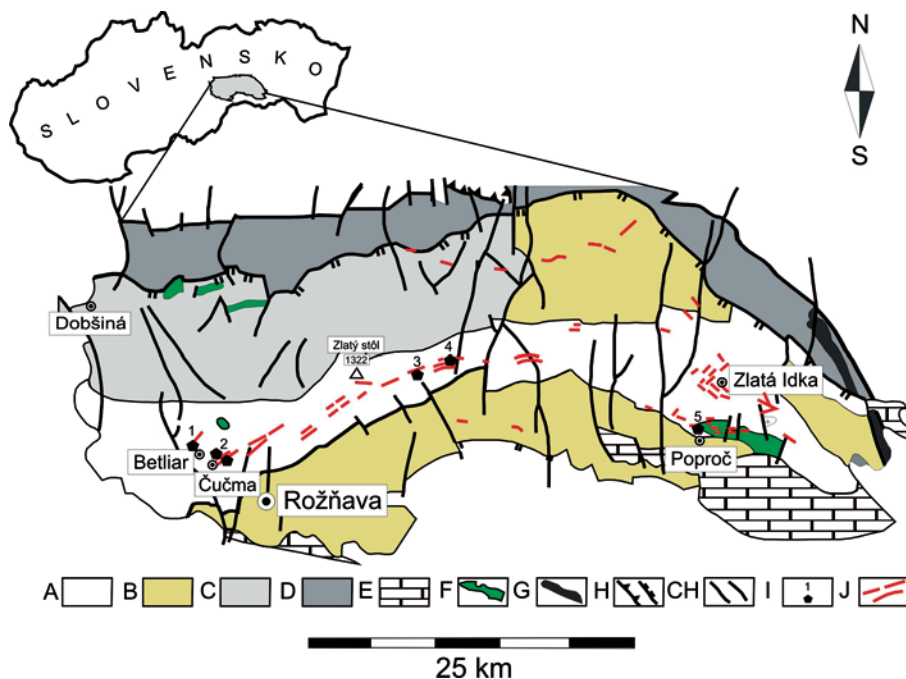 SLOVENSKO
N
S
Dobšiná
Zlatý stôl
1322
4
3
Zlatá Idka
1
2
5
Betliar
Poproč
Čučma
Rožňava
A B C D E F G H CH I 1 J
25 km